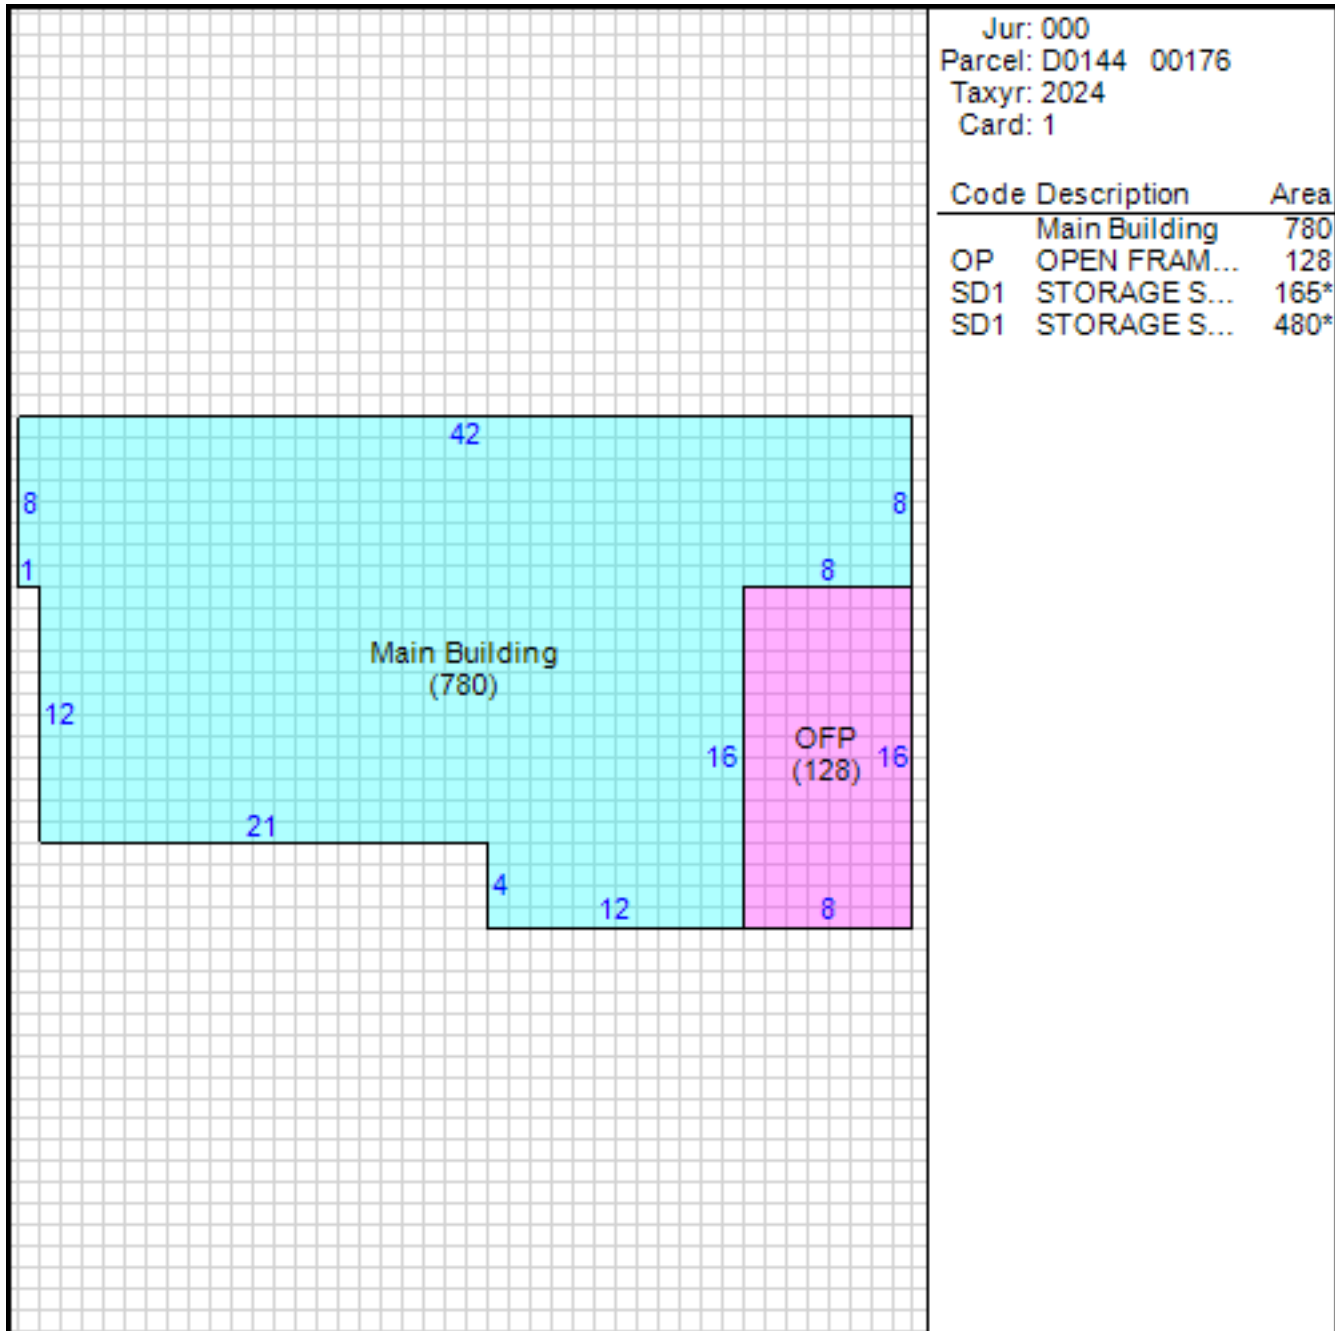 Jur: 000
Parcel: D0144 00176
Taxyr: 2024
Card: 1
Code Description Area
Main Building 780
OP OPEN FRAM... 128
SD1 STORAGE S... 165*
SD1 STORAGE S... 480*
42
8 8
1 8
Main Building
(780)
12
OFP
(128)
16 16
21
4
12 8